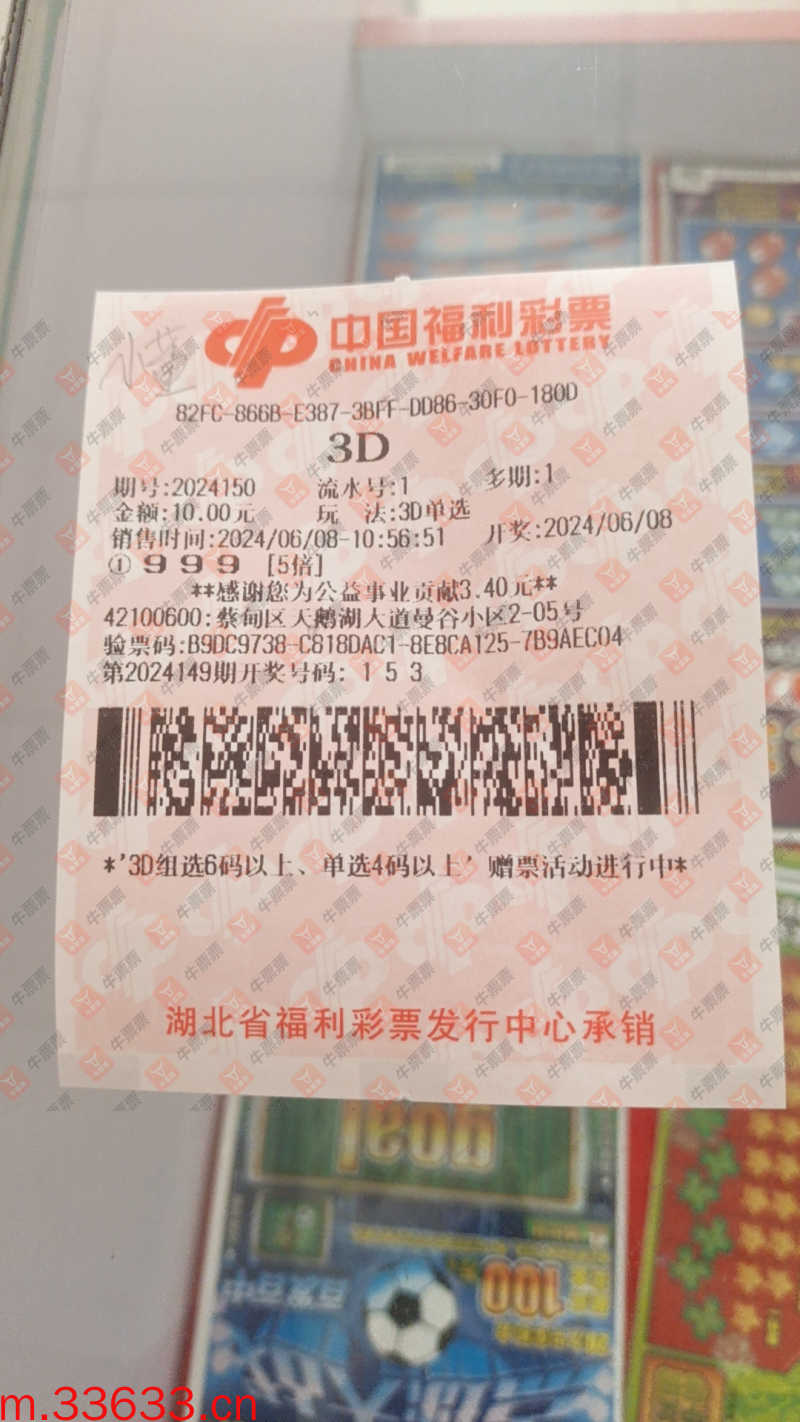 中国福利彩票
CHINA WELFARE LOTTERY
82FC-866B-E387-3BFF-DD86-30F0-180D
3D
期号:2024150 流水号:1 多期:1
金额:10.00元 玩 法:3D单选
销售时间:2024/06/08-10:56:51 开奖:2024/06/08
① 9 9 9 [5倍]
**感谢您为公益事业贡献3.40元**
42100600:蔡甸区天鹅湖大道曼谷小区2-05号
验票码:B9DC9738-C818DAC1-8E8CA125-7B9AEC04
第2024149期开奖号码: 1 5 3
*'3D组选6码以上、单选4码以上' 赠票活动进行中*
湖北省福利彩票发行中心承销
goal
100
牛票票
m.33633.cn